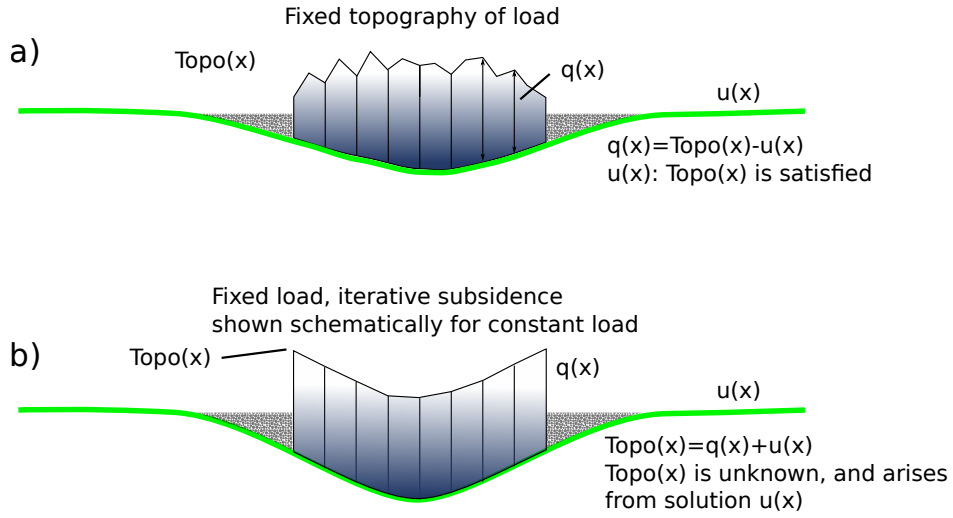 Fixed topography of load
a)
Topo(x)
q(x)
u(x)
q(x)=Topo(x)-u(x)
u(x): Topo(x) is satisfied
Fixed load, iterative subsidence
shown schematically for constant load
b)
Topo(x)
q(x)
u(x)
Topo(x)=q(x)+u(x)
Topo(x) is unknown, and arises
from solution u(x)